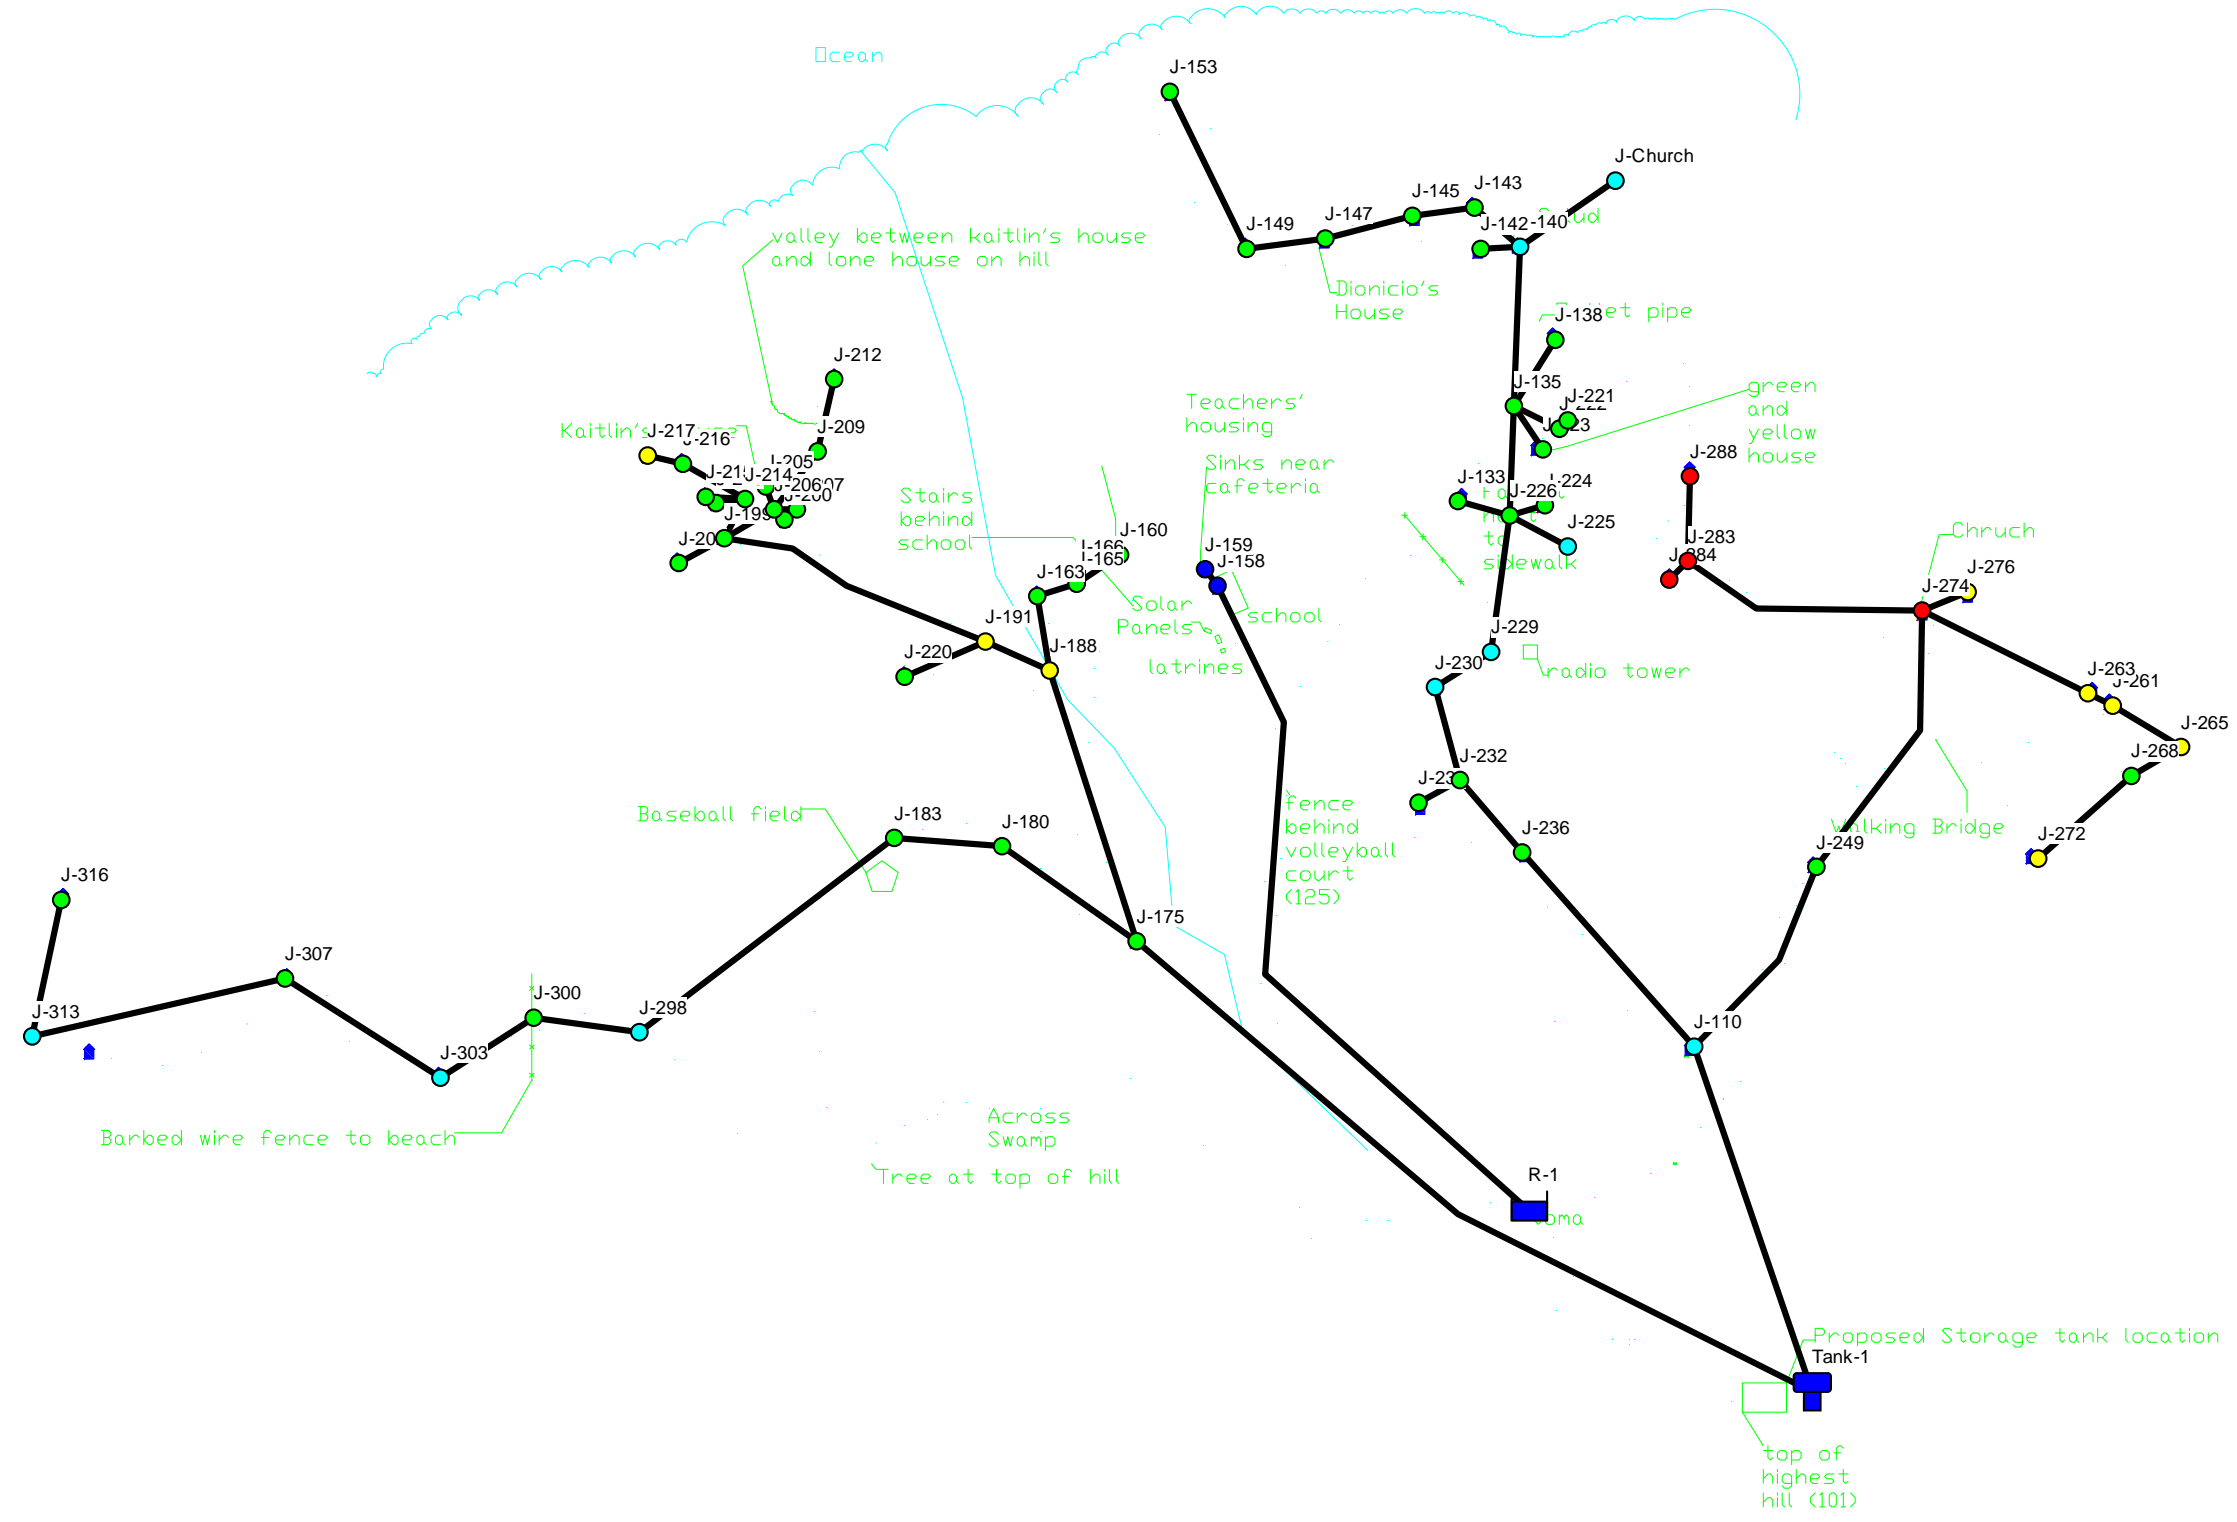 Ocean
J-153
J-Church
J-145
J-143
J-149
J-147
J-142
-140
valley between kaitlin's house
and lone house on hill
Dionicio's
House
J-138
pipe
J-212
J-135
J-221
green
and
yellow
house
Teachers'
housing
Kaitlin's
J-217
J-216
J-209
J-205
J-214
Sinks near
cafeteria
J-133
J-226
J-225
sidewalk
J-288
J-283
Stairs
behind
school
J-199
J-160
J-163
J-159
J-158
Chruch
J-276
J-274
Solar
Panels
school
latrines
J-191
J-188
J-220
J-229
J-230
radio tower
J-263
J-261
J-265
J-268
J-232
J-236
Baseball field
J-183
J-180
fence
behind
volleyball
court
(125)
Walking Bridge
J-249
J-272
J-316
J-175
J-307
J-300
J-298
J-313
J-303
J-110
Barbed wire fence to beach
Across
Swamp
Tree at top of hill
R-1
Proposed Storage tank location
Tank-1
top of
highest
hill (101)